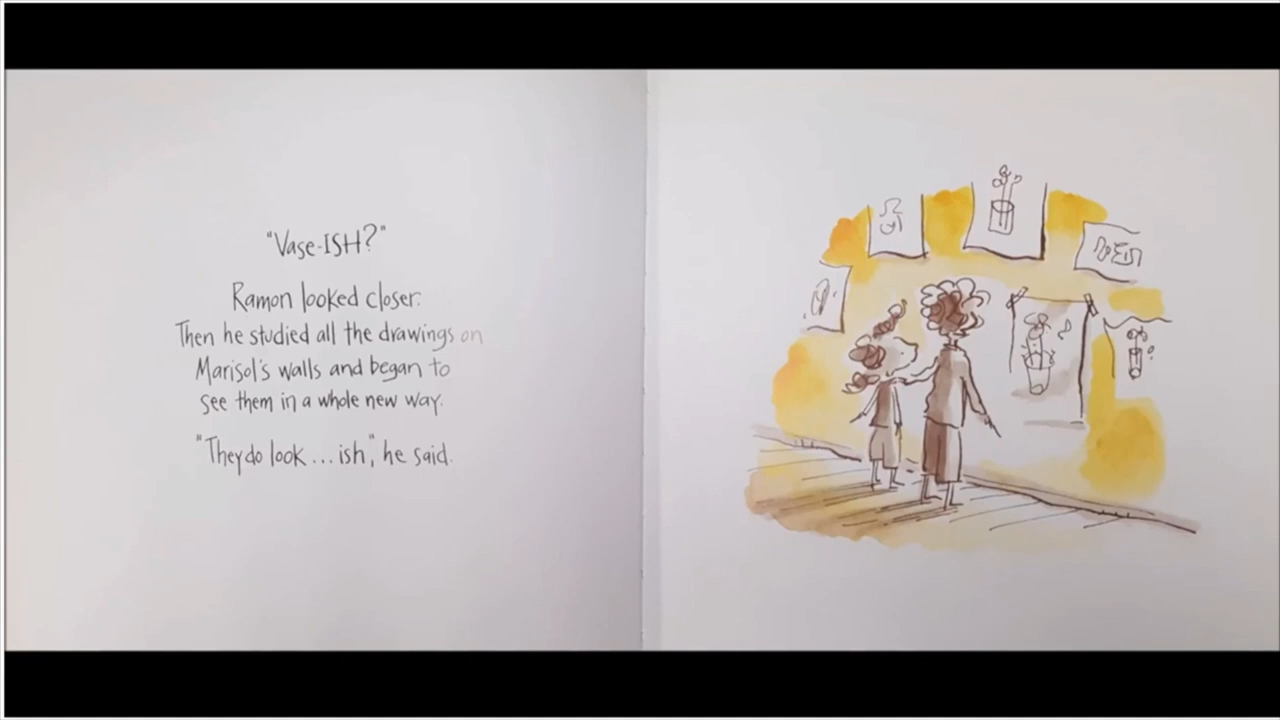 "Vase-ISH?"
Ramon looked closer.
Then he studied all the drawings on
Marisol's walls and began to
see them in a whole new way.
"They do look... ish," he said.